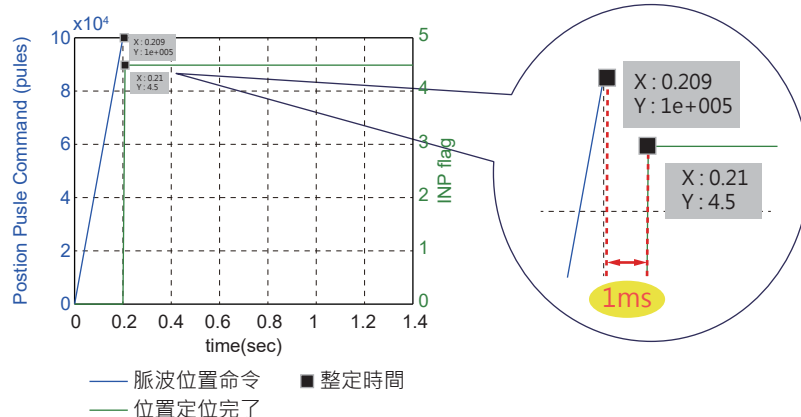 x10⁴
10
8
6
4
2
0
Postion Pusle Command (pules)
X : 0.209
Y : 1e+005
X : 0.21
Y : 4.5
5
4
3
2
1
0
INP flag
0 0.2 0.4 0.6 0.8 1 1.2 1.4
time(sec)
X : 0.209
Y : 1e+005
X : 0.21
Y : 4.5
1ms
脈波位置命令 整定時間
位置定位完了